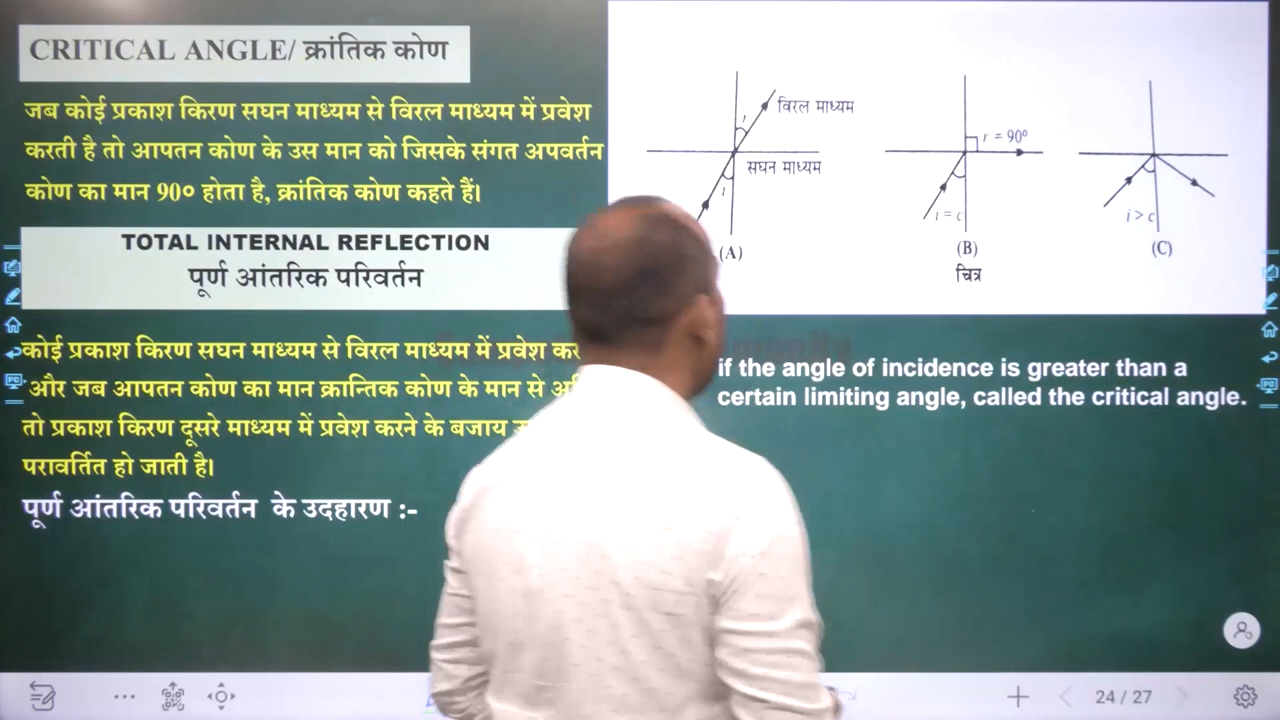 CRITICAL ANGLE/ क्रांतिक कोण
जब कोई प्रकाश किरण सघन माध्यम से विरल माध्यम में प्रवेश
करती है तो आपतन कोण के उस मान को जिसके संगत अपवर्तन
कोण का मान 90० होता है, क्रांतिक कोण कहते हैं।
TOTAL INTERNAL REFLECTION
पूर्ण आंतरिक परिवर्तन
कोई प्रकाश किरण सघन माध्यम से विरल माध्यम में प्रवेश
और जब आपतन कोण का मान क्रान्तिक कोण के मान से
तो प्रकाश किरण दूसरे माध्यम में प्रवेश करने के बजाय
परावर्तित हो जाती है।
पूर्ण आंतरिक परिवर्तन के उदहारण :-
विरल माध्यम
सघन माध्यम
(A)
r = 90°
i = c
(B)
चित्र
i > c
(C)
if the angle of incidence is greater than a
certain limiting angle, called the critical angle.
24 / 27